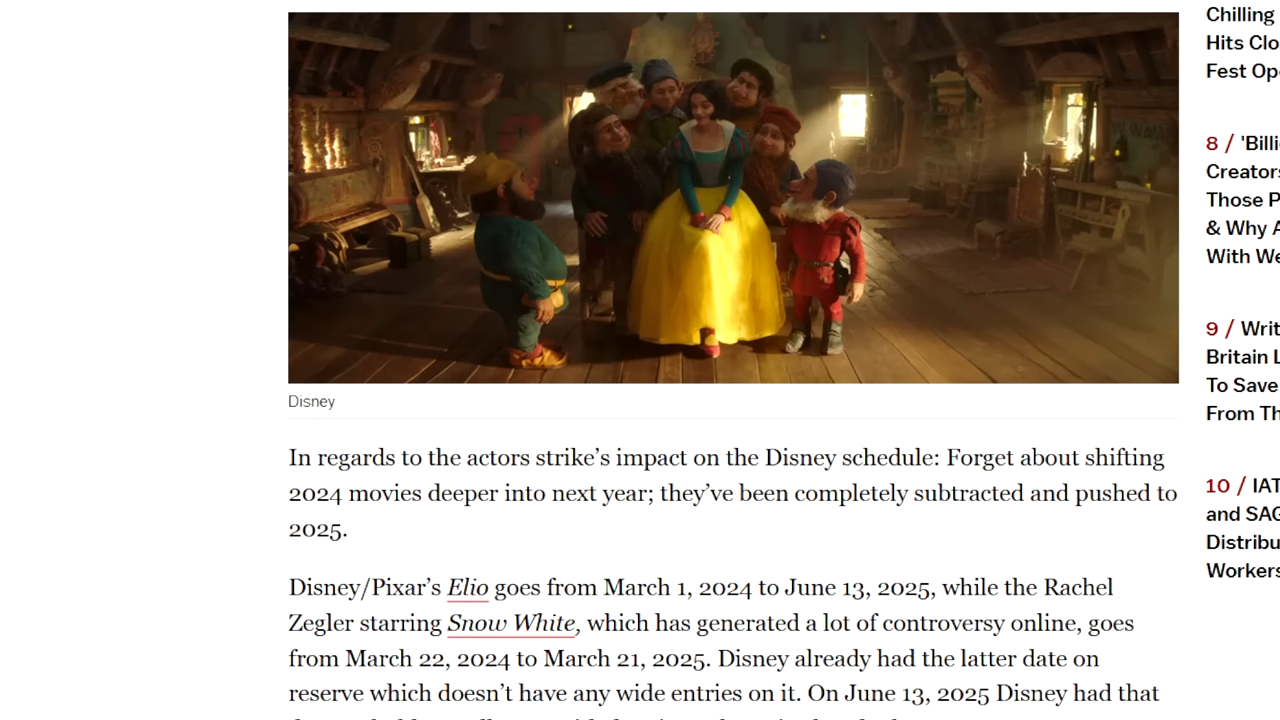 Disney
In regards to the actors strike’s impact on the Disney schedule: Forget about shifting
2024 movies deeper into next year; they’ve been completely subtracted and pushed to
2025.
Disney/Pixar’s Elio goes from March 1, 2024 to June 13, 2025, while the Rachel
Zegler starring Snow White, which has generated a lot of controversy online, goes
from March 22, 2024 to March 21, 2025. Disney already had the latter date on
reserve which doesn’t have any wide entries on it. On June 13, 2025 Disney had that
Chilling
Hits Clo
Fest Op
8 / 'Billi
Creators
Those P
& Why A
With We
9 / Writ
Britain L
To Save
From Th
10 / IAT
and SAG
Distribu
Workers